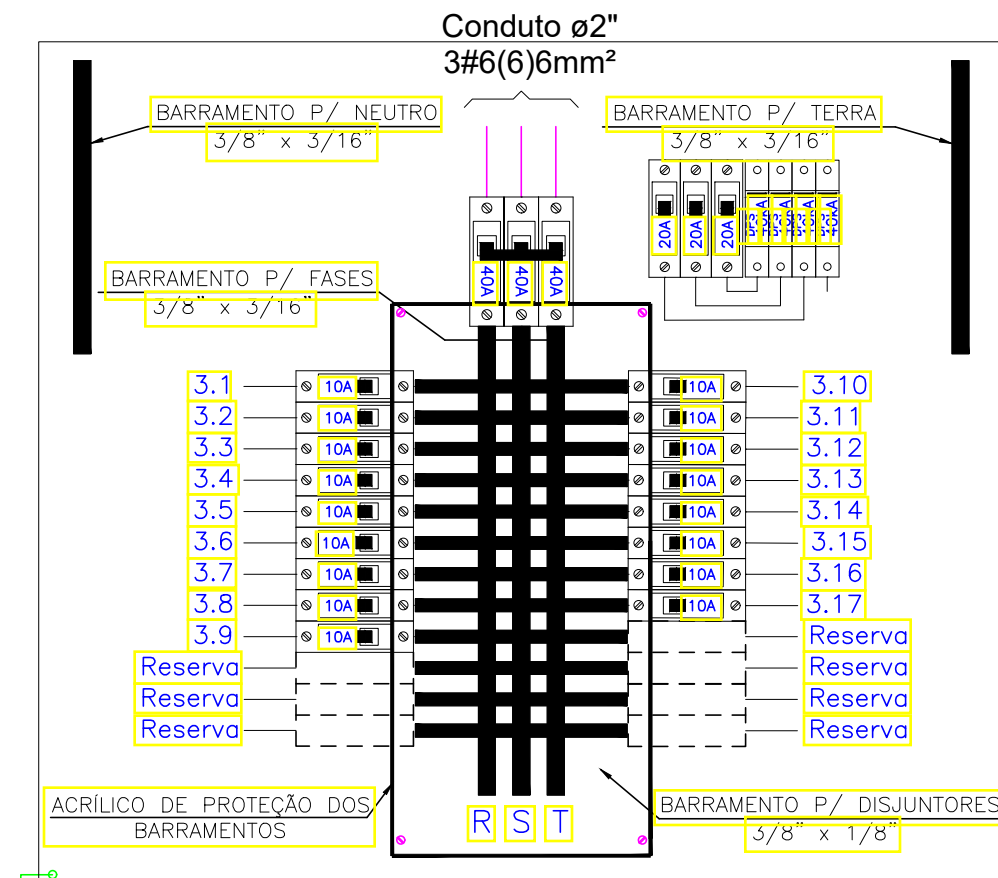 Conduto ø2"
3#6(6)6mm²
BARRAMENTO P/ NEUTRO
3/8" x 3/16"
BARRAMENTO P/ TERRA
3/8" x 3/16"
20A
20A
20A
BARRAMENTO P/ FASES
3/8" x 3/16"
40A
40A
40A
3.1
10A
10A
3.10
3.2
10A
10A
3.11
3.3
10A
10A
3.12
3.4
10A
10A
3.13
3.5
10A
10A
3.14
3.6
10A
10A
3.15
3.7
10A
10A
3.16
3.8
10A
10A
3.17
3.9
10A
Reserva
Reserva
Reserva
Reserva
Reserva
Reserva
Reserva
ACRÍLICO DE PROTEÇÃO DOS
BARRAMENTOS
R S T
BARRAMENTO P/ DISJUNTORES
3/8" x 1/8"